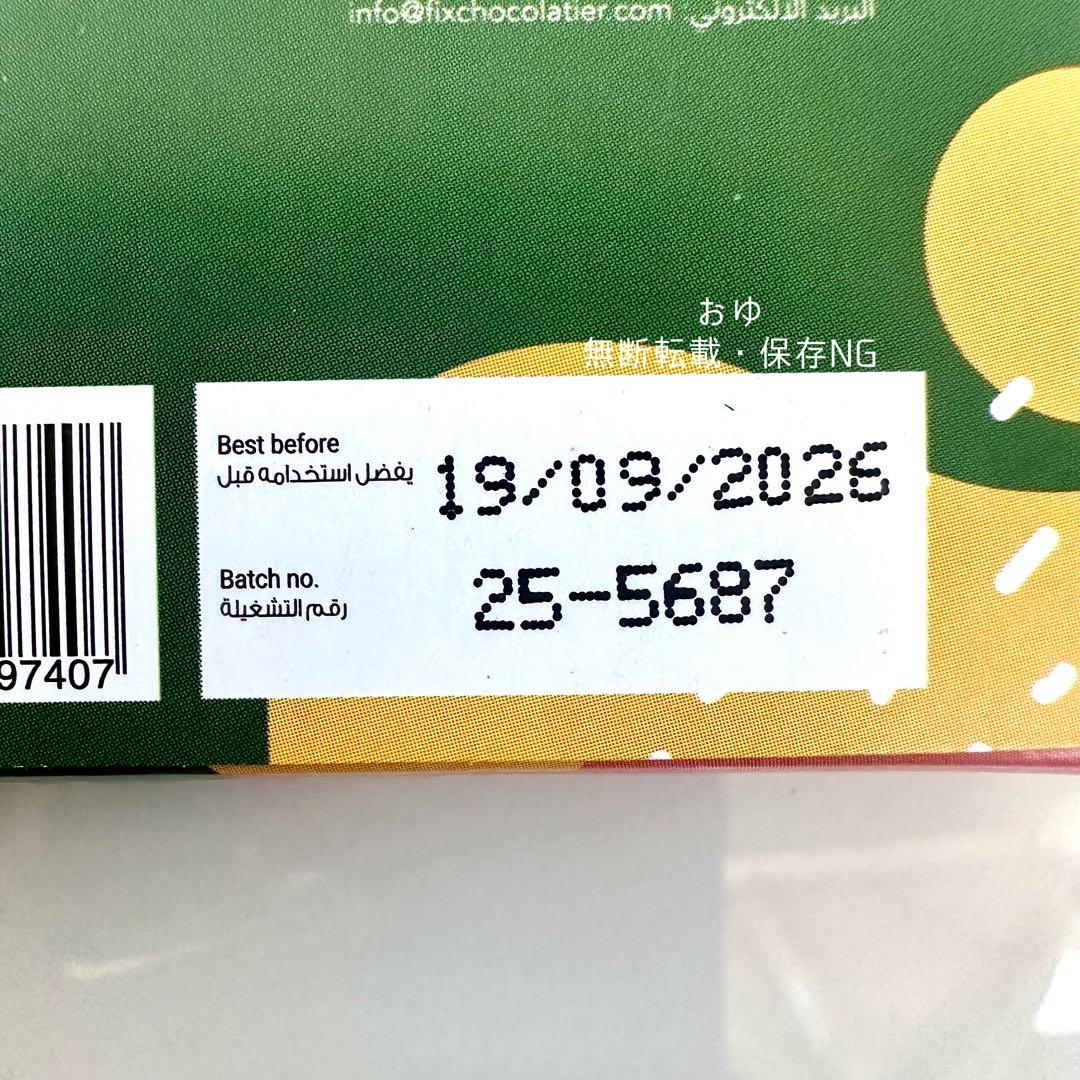 البريد الالكتروني: info@fixchocolatier.com
おゆ
無断転載・保存NG
Best before
يفضل استخدامه قبل
19/09/2026
Batch no.
رقم التشغيلة
25-5687
97407